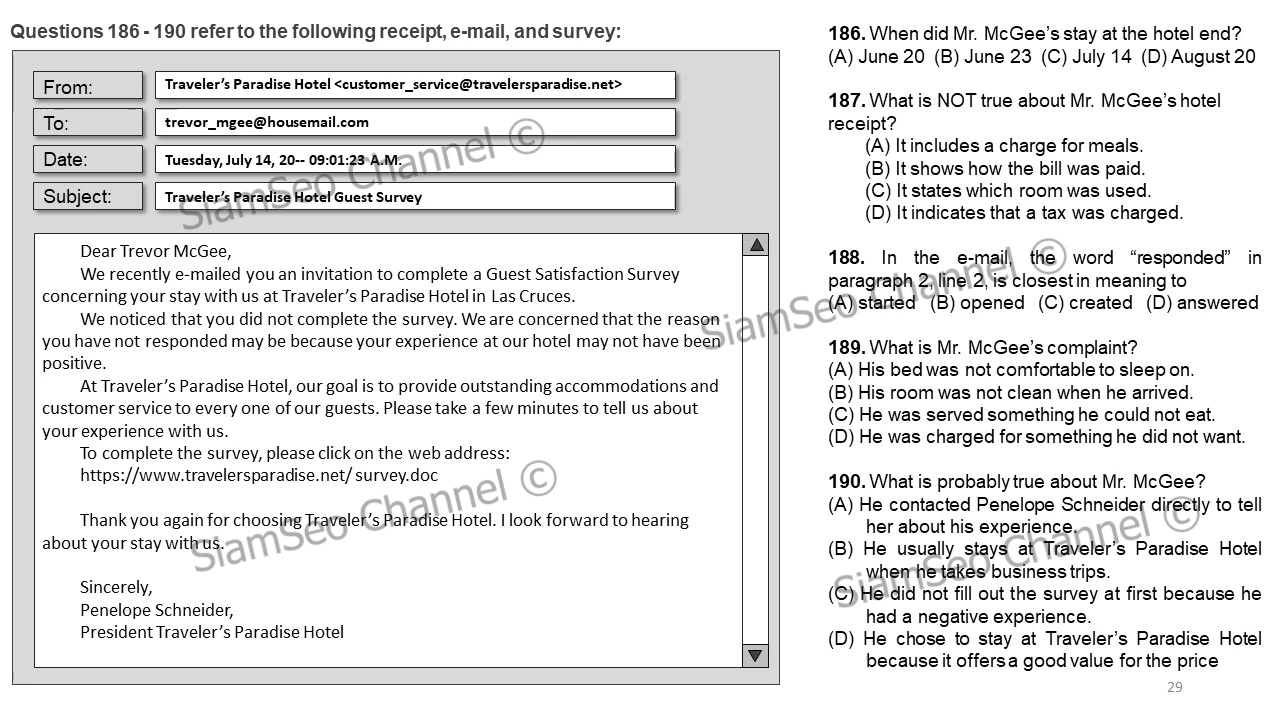 Questions 186 - 190 refer to the following receipt, e-mail, and survey:
From:
Traveler's Paradise Hotel <customer_service@travelersparadise.net>
To:
trevor_mgee@housemail.com
Date:
Tuesday, July 14, 20-- 09:01:23 A.M.
Subject:
Traveler's Paradise Hotel Guest Survey
Dear Trevor McGee,
We recently e-mailed you an invitation to complete a Guest Satisfaction Survey
concerning your stay with us at Traveler's Paradise Hotel in Las Cruces.
We noticed that you did not complete the survey. We are concerned that the reason
you have not responded may be because your experience at our hotel may not have been
positive.
At Traveler's Paradise Hotel, our goal is to provide outstanding accommodations and
customer service to every one of our guests. Please take a few minutes to tell us about
your experience with us.
To complete the survey, please click on the web address:
https://www.travelersparadise.net/ survey.doc
Thank you again for choosing Traveler's Paradise Hotel. I look forward to hearing
about your stay with us.
Sincerely,
Penelope Schneider,
President Traveler's Paradise Hotel
SiamSeo Channel ©
SiamSeo Channel ©
186. When did Mr. McGee's stay at the hotel end?
(A) June 20 (B) June 23 (C) July 14 (D) August 20
187. What is NOT true about Mr. McGee's hotel
receipt?
(A) It includes a charge for meals.
(B) It shows how the bill was paid.
(C) It states which room was used.
(D) It indicates that a tax was charged.
188. In the e-mail, the word "responded" in
paragraph 2, line 2, is closest in meaning to
(A) started (B) opened (C) created (D) answered
189. What is Mr. McGee's complaint?
(A) His bed was not comfortable to sleep on.
(B) His room was not clean when he arrived.
(C) He was served something he could not eat.
(D) He was charged for something he did not want.
190. What is probably true about Mr. McGee?
(A) He contacted Penelope Schneider directly to tell
her about his experience.
(B) He usually stays at Traveler's Paradise Hotel
when he takes business trips.
(C) He did not fill out the survey at first because he
had a negative experience.
(D) He chose to stay at Traveler's Paradise Hotel
because it offers a good value for the price
SiamSeo Channel ©
SiamSeo Channel ©
29